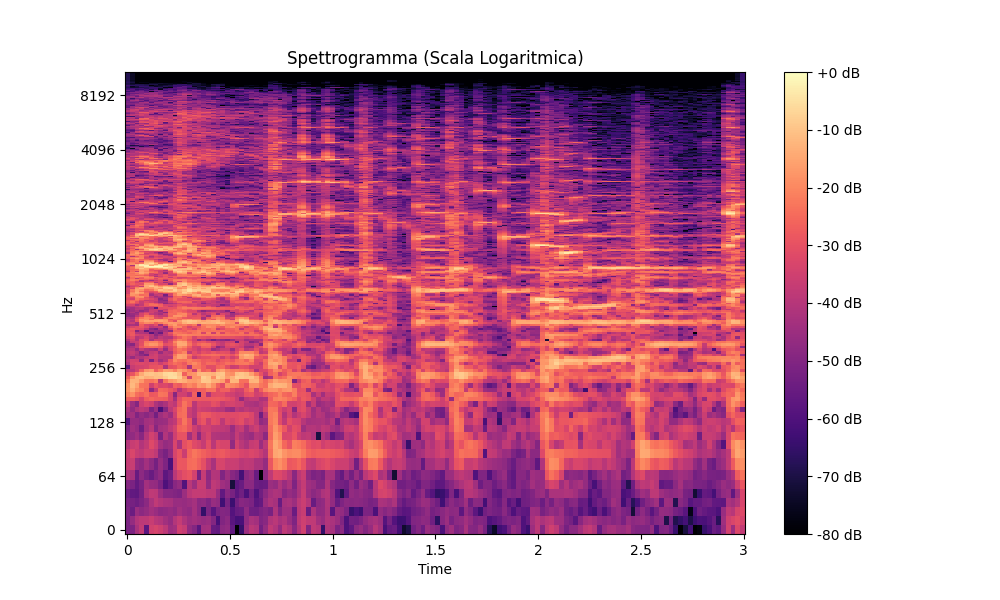 Spettrogramma (Scala Logaritmica)
8192
4096
2048
1024
512
256
128
64
0
Hz
0
0.5
1
1.5
2
2.5
3
Time
+0 dB
-10 dB
-20 dB
-30 dB
-40 dB
-50 dB
-60 dB
-70 dB
-80 dB